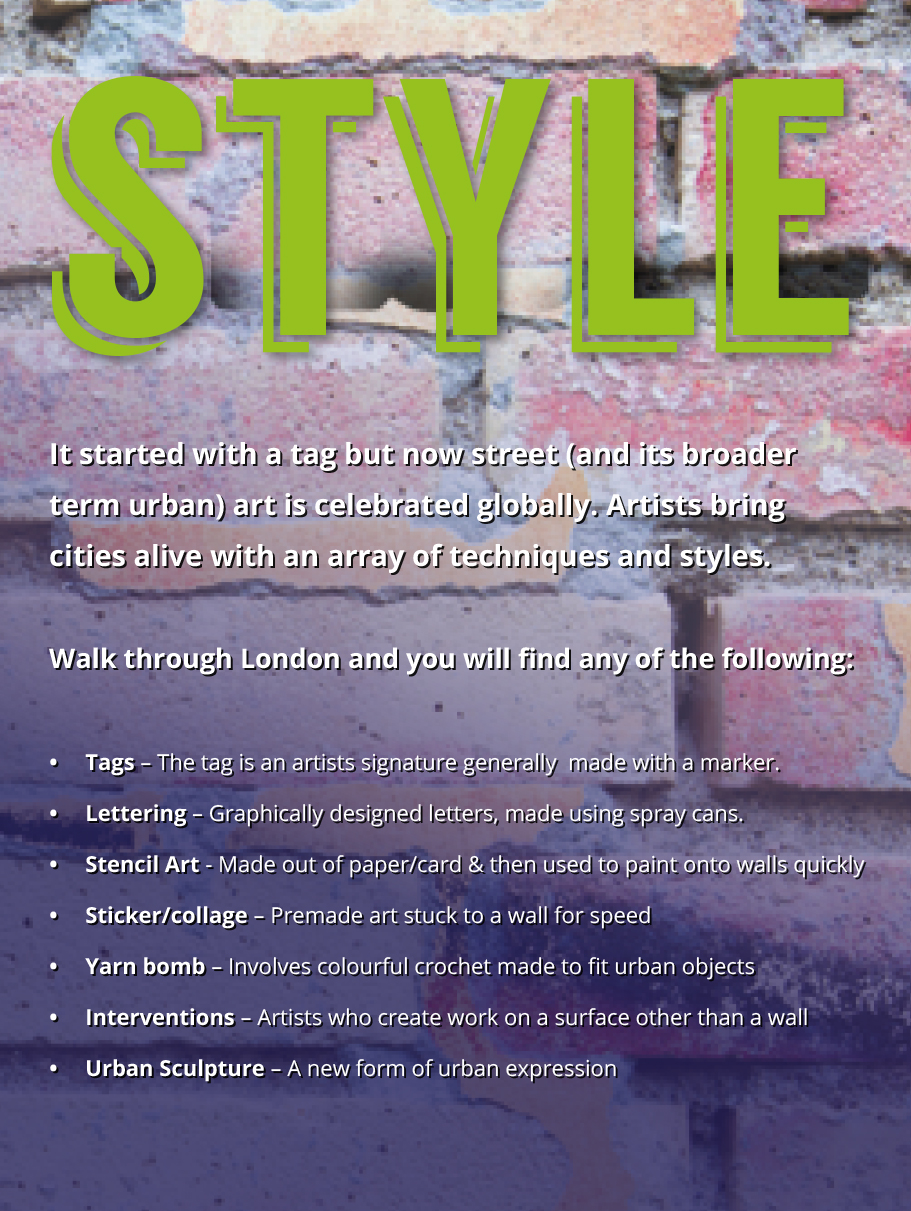 STYLE
It started with a tag but now street (and its broader
term urban) art is celebrated globally. Artists bring
cities alive with an array of techniques and styles.
Walk through London and you will find any of the following:
• Tags – The tag is an artists signature generally  made with a marker.
• Lettering – Graphically designed letters, made using spray cans.
• Stencil Art - Made out of paper/card & then used to paint onto walls quickly
• Sticker/collage – Premade art stuck to a wall for speed
• Yarn bomb – Involves colourful crochet made to fit urban objects
• Interventions – Artists who create work on a surface other than a wall
• Urban Sculpture – A new form of urban expression